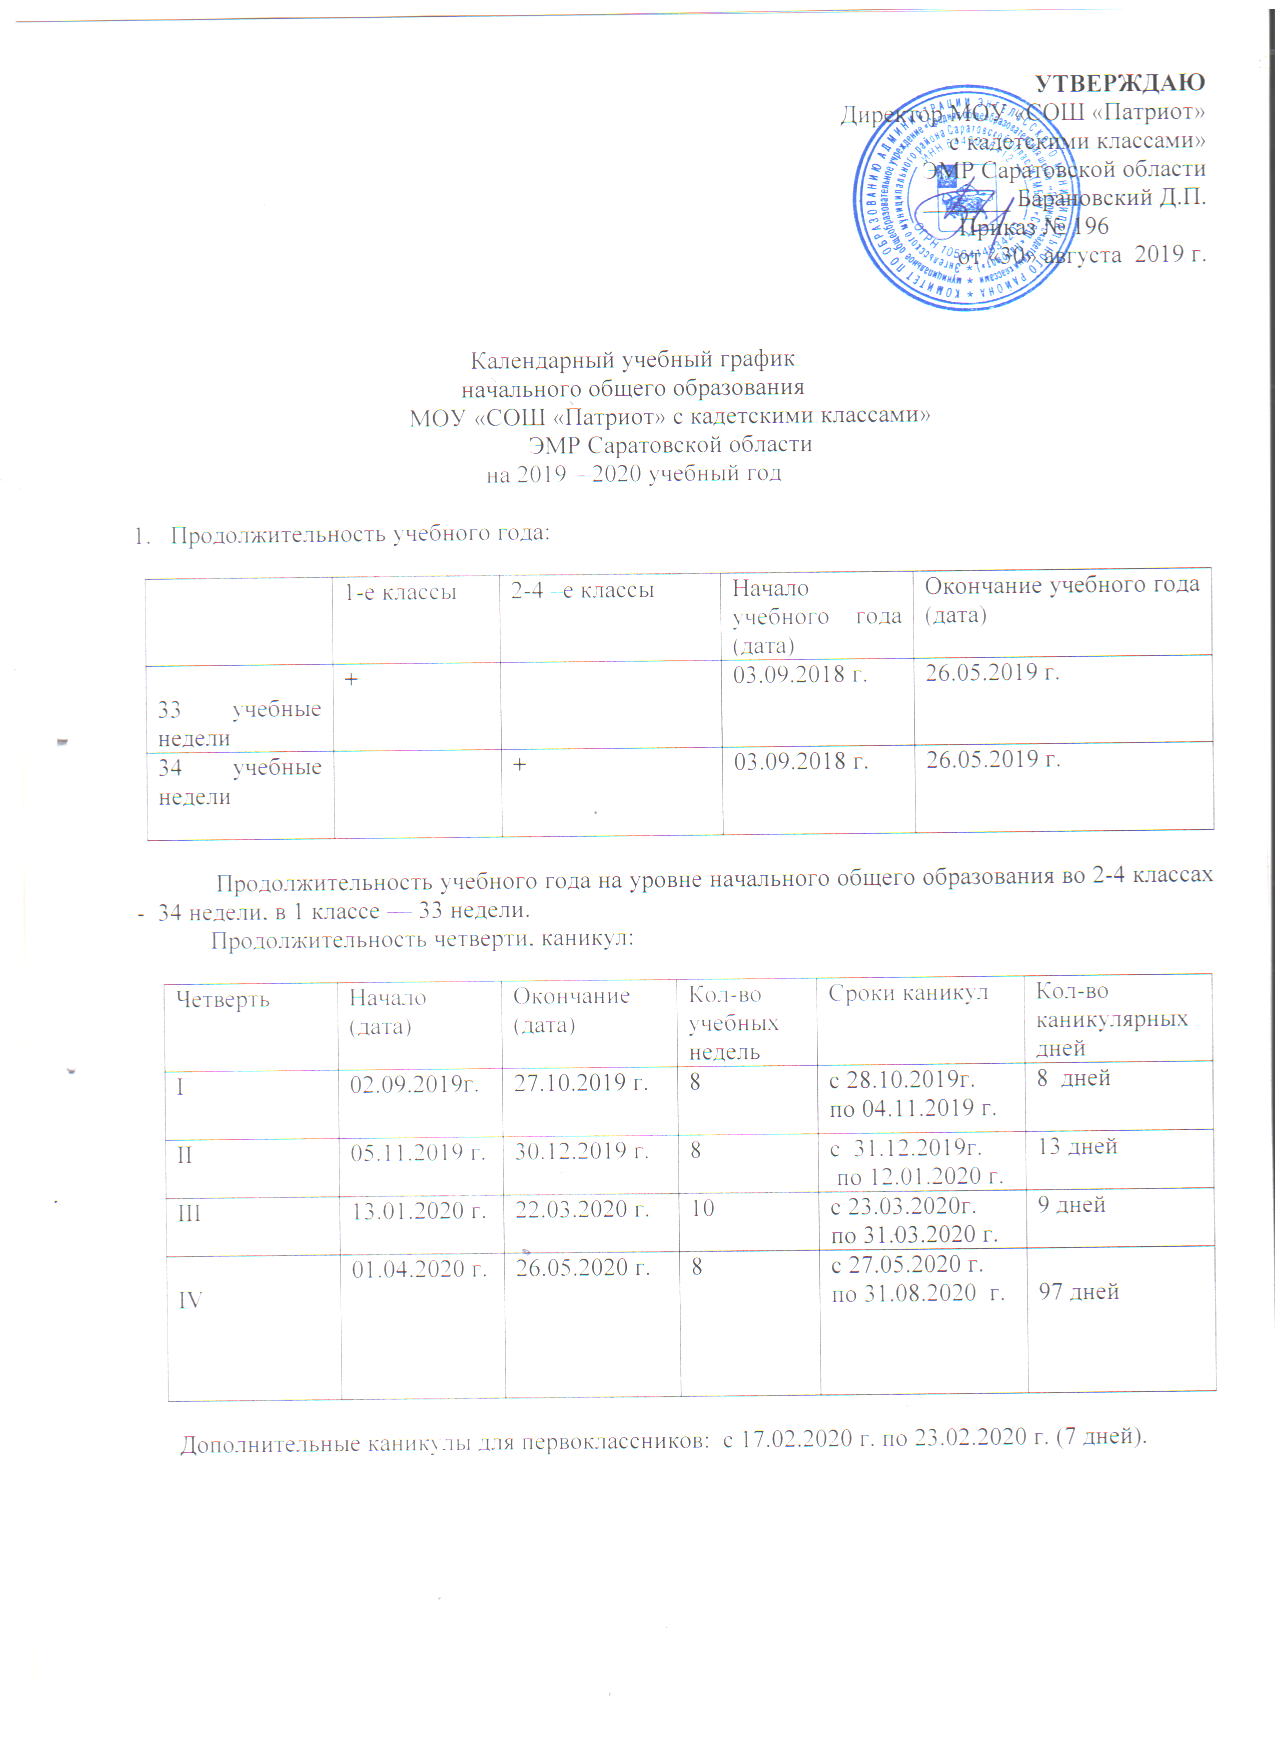 УТВЕРЖДАЮ
Директор МОУ «СОШ «Патриот»
с кадетскими классами»
ЭМР Саратовской области
Барановский Д.П.
Приказ № 196
от «30» августа 2019 г.
Календарный учебный график
начального общего образования
МОУ «СОШ «Патриот» с кадетскими классами»
ЭМР Саратовской области
на 2019 - 2020 учебный год
1. Продолжительность учебного года:
1-е классы 2-4 –е классы Начало учебного года (дата) Окончание учебного года (дата)
33 учебные недели + 03.09.2018 г. 26.05.2019 г.
34 учебные недели + 03.09.2018 г. 26.05.2019 г.
Продолжительность учебного года на уровне начального общего образования во 2-4 классах
- 34 недели, в 1 классе — 33 недели.
Продолжительность четверти, каникул:
Четверть Начало (дата) Окончание (дата) Кол-во учебных недель Сроки каникул Кол-во каникулярных дней
I 02.09.2019г. 27.10.2019 г. 8 с 28.10.2019г. по 04.11.2019 г. 8 дней
II 05.11.2019 г. 30.12.2019 г. 8 с 31.12.2019г. по 12.01.2020 г. 13 дней
III 13.01.2020 г. 22.03.2020 г. 10 с 23.03.2020г. по 31.03.2020 г. 9 дней
IV 01.04.2020 г. 26.05.2020 г. 8 с 27.05.2020 г. по 31.08.2020 г. 97 дней
Дополнительные каникулы для первоклассников: с 17.02.2020 г. по 23.02.2020 г. (7 дней).